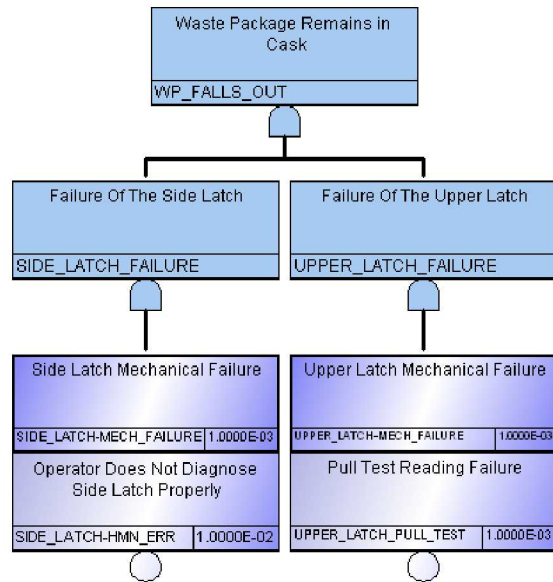 Waste Package Remains in
Cask
WP_FALLS_OUT
Failure Of The Side Latch
SIDE_LATCH_FAILURE
Failure Of The Upper Latch
UPPER_LATCH_FAILURE
Side Latch Mechanical Failure
SIDE_LATCH-MECH_FAILURE 1.0000E-03
Upper Latch Mechanical Failure
UPPER_LATCH-MECH_FAILURE 1.0000E-03
Operator Does Not Diagnose
Side Latch Properly
SIDE_LATCH-HMN_ERR 1.0000E-02
Pull Test Reading Failure
UPPER_LATCH_PULL_TEST 1.0000E-03